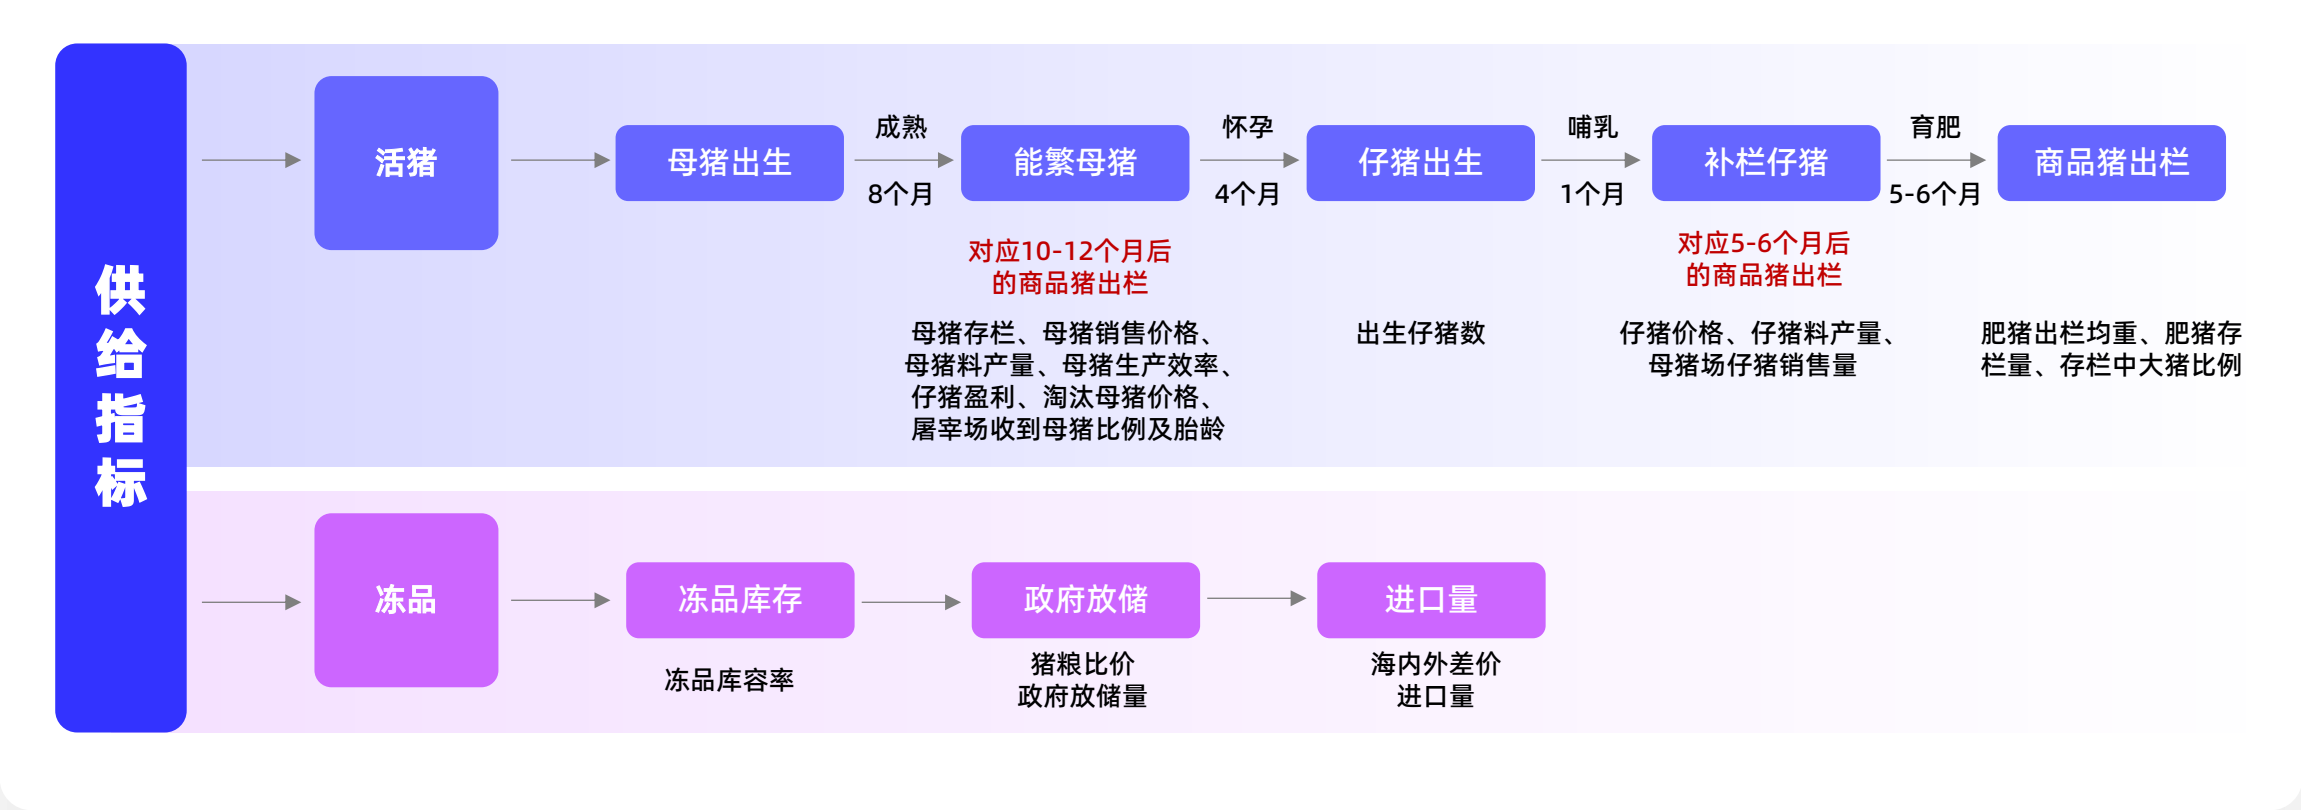 供给指标
活猪
母猪出生
成熟
8个月
能繁母猪
怀孕
4个月
仔猪出生
哺乳
1个月
补栏仔猪
育肥
5-6个月
商品猪出栏
对应10-12个月后
的商品猪出栏
对应5-6个月后
的商品猪出栏
母猪存栏、母猪销售价格、
母猪料产量、母猪生产效率、
仔猪盈利、淘汰母猪价格、
屠宰场收到母猪比例及胎龄
出生仔猪数
仔猪价格、仔猪料产量、
母猪场仔猪销售量
肥猪出栏均重、肥猪存
栏量、存栏中大猪比例
冻品
冻品库存
政府放储
进口量
冻品库容率
猪粮比价
政府放储量
海内外差价
进口量